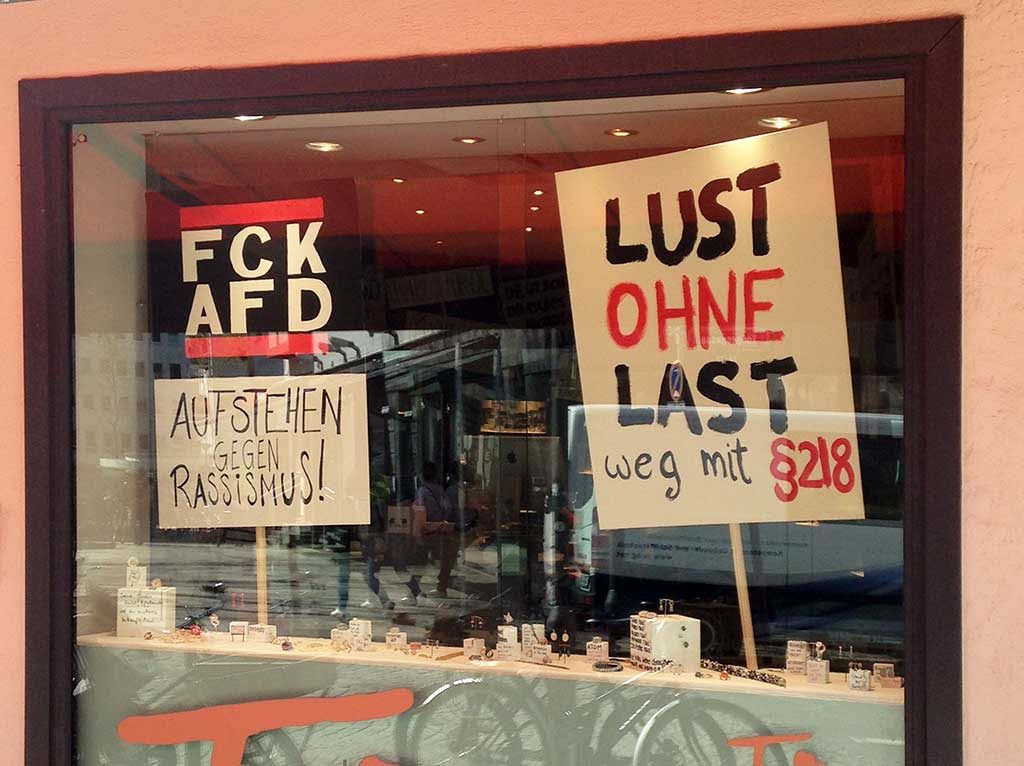 FCK
AFD
AUFSTEHEN
GEGEN
RASSISMUS!
LUST
OHNE
LAST
weg mit §218